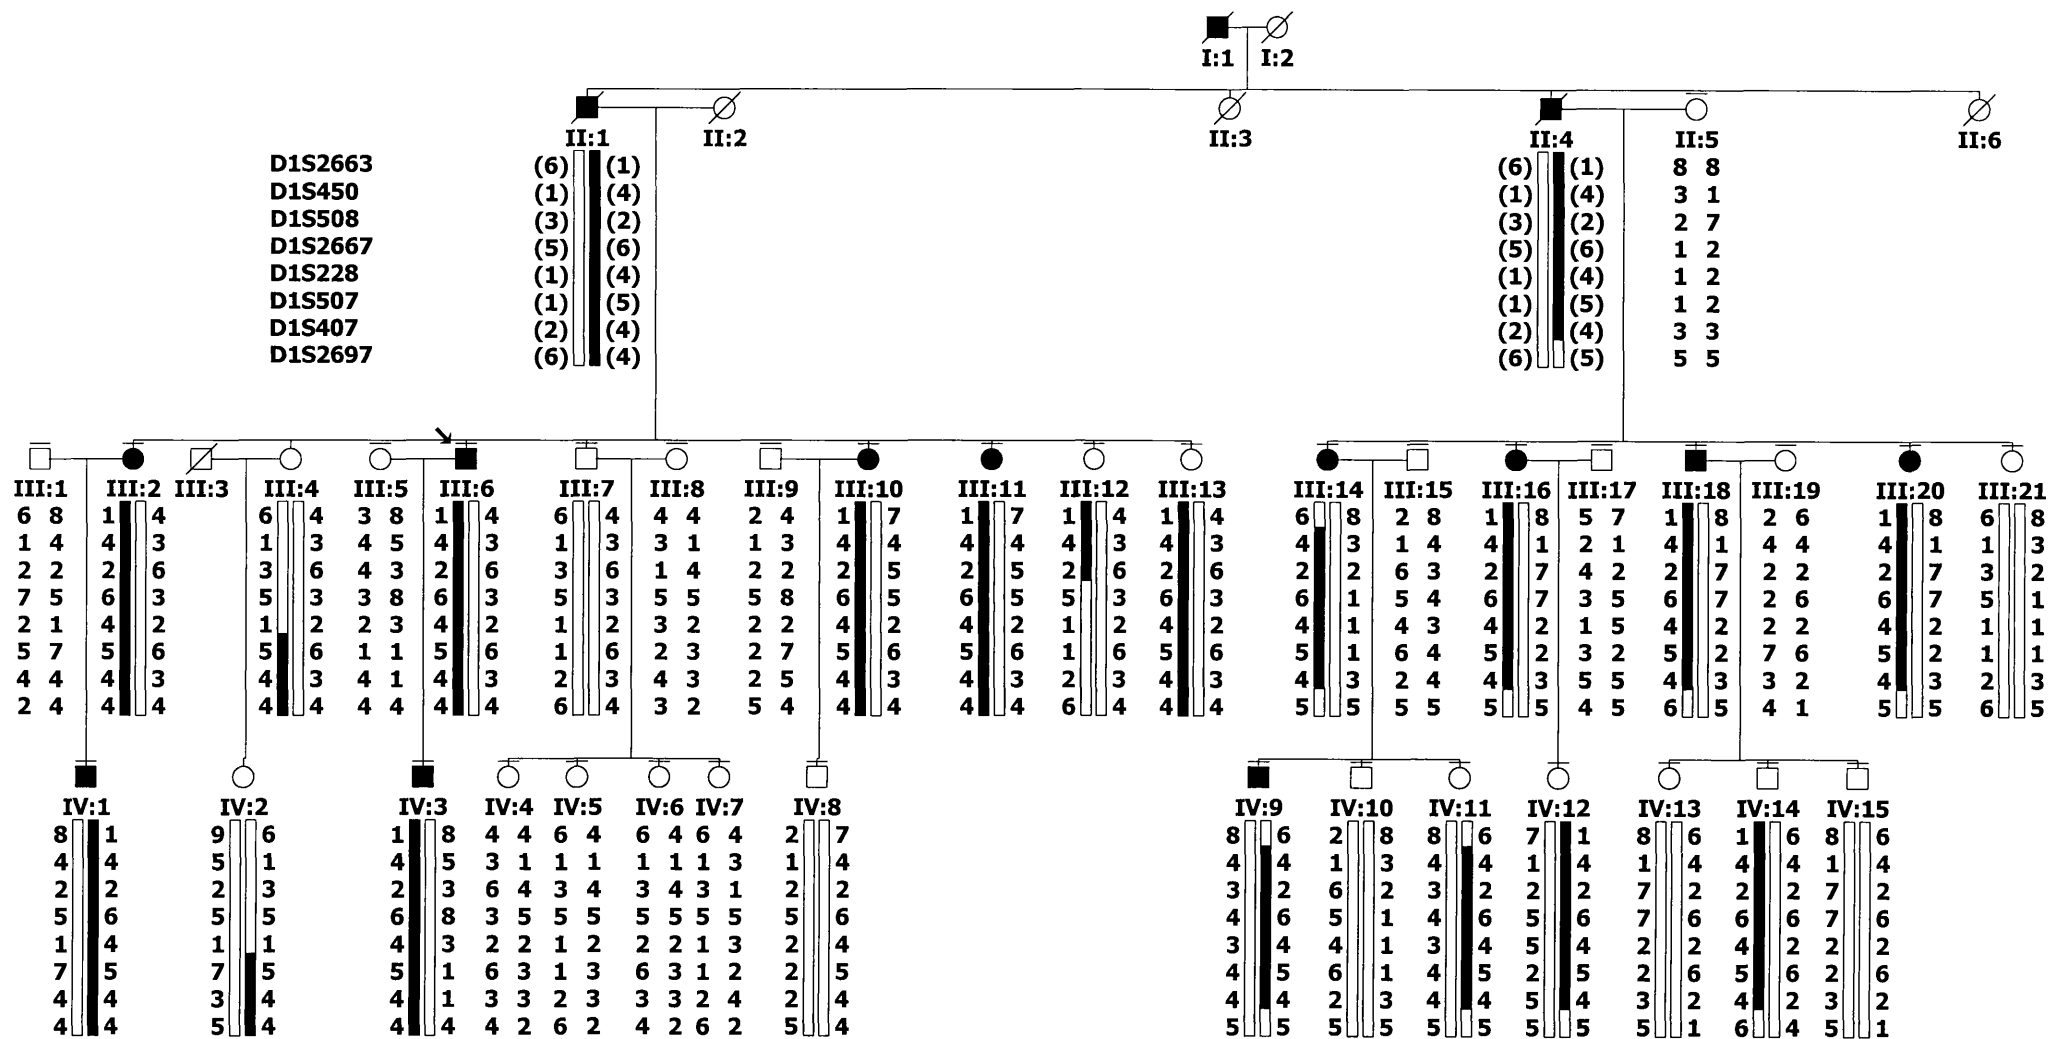 I:1 I:2
II:1 II:2 II:3 II:4 II:5 II:6
D1S2663 (6) (1) (6) (1) 8 8
D1S450 (1) (4) (1) (4) 3 1
D1S508 (3) (2) (3) (2) 2 7
D1S2667 (5) (6) (5) (6) 1 2
D1S228 (1) (4) (1) (4) 1 2
D1S507 (1) (5) (1) (5) 1 2
D1S407 (2) (4) (2) (4) 3 3
D1S2697 (6) (4) (6) (5) 5 5
III:1 III:2 III:3 III:4 III:5 III:6 III:7 III:8 III:9 III:10 III:11 III:12 III:13 III:14 III:15 III:16 III:17 III:18 III:19 III:20 III:21
6 8 1 4 6 4 3 8 1 4 6 4 4 4 2 4 1 7 1 7 1 4 1 4 6 8 2 8 1 8 5 7 1 8 2 6 1 8 6 8
1 4 4 3 1 3 4 5 4 3 1 3 3 1 1 3 4 4 4 4 4 3 4 3 4 3 1 4 4 1 2 1 4 1 4 4 4 1 1 3
2 2 2 6 3 6 4 3 2 6 3 6 1 4 2 2 2 5 2 5 2 6 2 6 2 2 6 3 2 7 4 2 2 7 2 2 2 7 3 2
7 5 6 3 5 3 3 8 6 3 5 3 5 5 5 8 6 5 6 5 5 3 6 3 6 1 5 4 6 7 3 5 6 7 2 6 6 7 5 1
2 1 4 2 1 2 2 3 4 2 1 2 3 2 2 2 4 2 4 2 1 2 4 2 4 1 4 3 4 2 1 5 4 2 2 2 4 2 1 1
5 7 5 6 5 6 1 1 5 6 1 6 2 3 2 7 5 6 5 6 1 6 5 6 5 1 6 4 5 2 3 2 5 2 7 6 5 2 1 1
4 4 4 3 4 3 4 1 4 3 2 3 4 3 2 5 4 3 4 3 2 3 4 3 4 3 2 4 4 3 5 5 4 3 3 2 4 3 2 3
2 4 4 4 4 4 4 4 4 4 6 4 3 2 5 4 4 4 4 4 6 4 4 4 5 5 5 5 5 5 4 5 6 5 4 1 5 5 6 5
IV:1 IV:2 IV:3 IV:4 IV:5 IV:6 IV:7 IV:8 IV:9 IV:10 IV:11 IV:12 IV:13 IV:14 IV:15
8 1 9 6 1 8 4 4 6 4 6 4 6 4 2 7 8 6 2 8 8 6 7 1 8 6 1 6 8 6
4 4 5 1 4 5 3 1 1 1 1 1 1 3 1 4 4 4 1 3 4 4 1 4 1 4 4 4 1 4
2 2 2 3 2 3 6 4 3 4 3 4 3 1 2 2 3 2 6 2 3 2 2 2 7 2 2 2 7 2
5 6 5 5 6 8 3 5 5 5 5 5 5 5 5 6 4 6 5 1 4 6 5 6 7 6 6 6 7 6
1 4 1 1 4 3 2 2 1 2 2 2 1 3 2 4 3 4 4 1 3 4 5 4 2 2 4 2 2 2
7 5 7 5 5 1 6 3 1 3 6 3 1 2 2 5 4 5 6 1 4 5 2 5 2 6 5 6 2 6
4 4 3 4 4 1 3 3 2 3 3 3 2 4 2 4 4 4 2 3 4 4 5 4 3 2 4 2 3 2
4 4 5 4 4 4 4 2 6 2 4 2 6 2 5 4 5 5 5 5 5 5 5 5 5 1 6 4 5 1